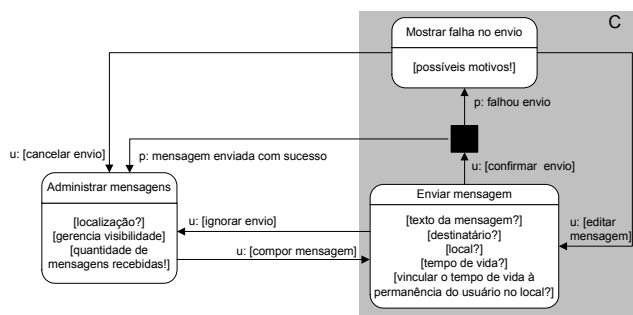 C
Mostrar falha no envio
[possíveis motivos!]
p: falhou envio
u: [cancelar envio]
p: mensagem enviada com sucesso
u: [confirmar envio]
Administrar mensagens
[localização?]
[gerencia visibilidade]
[quantidade de
mensagens recebidas!]
u: [ignorar envio]
u: [compor mensagem]
Enviar mensagem
[texto da mensagem?]
[destinatário?]
[local?]
[tempo de vida?]
[vincular o tempo de vida à
permanência do usuário no local?]
u: [editar
mensagem]